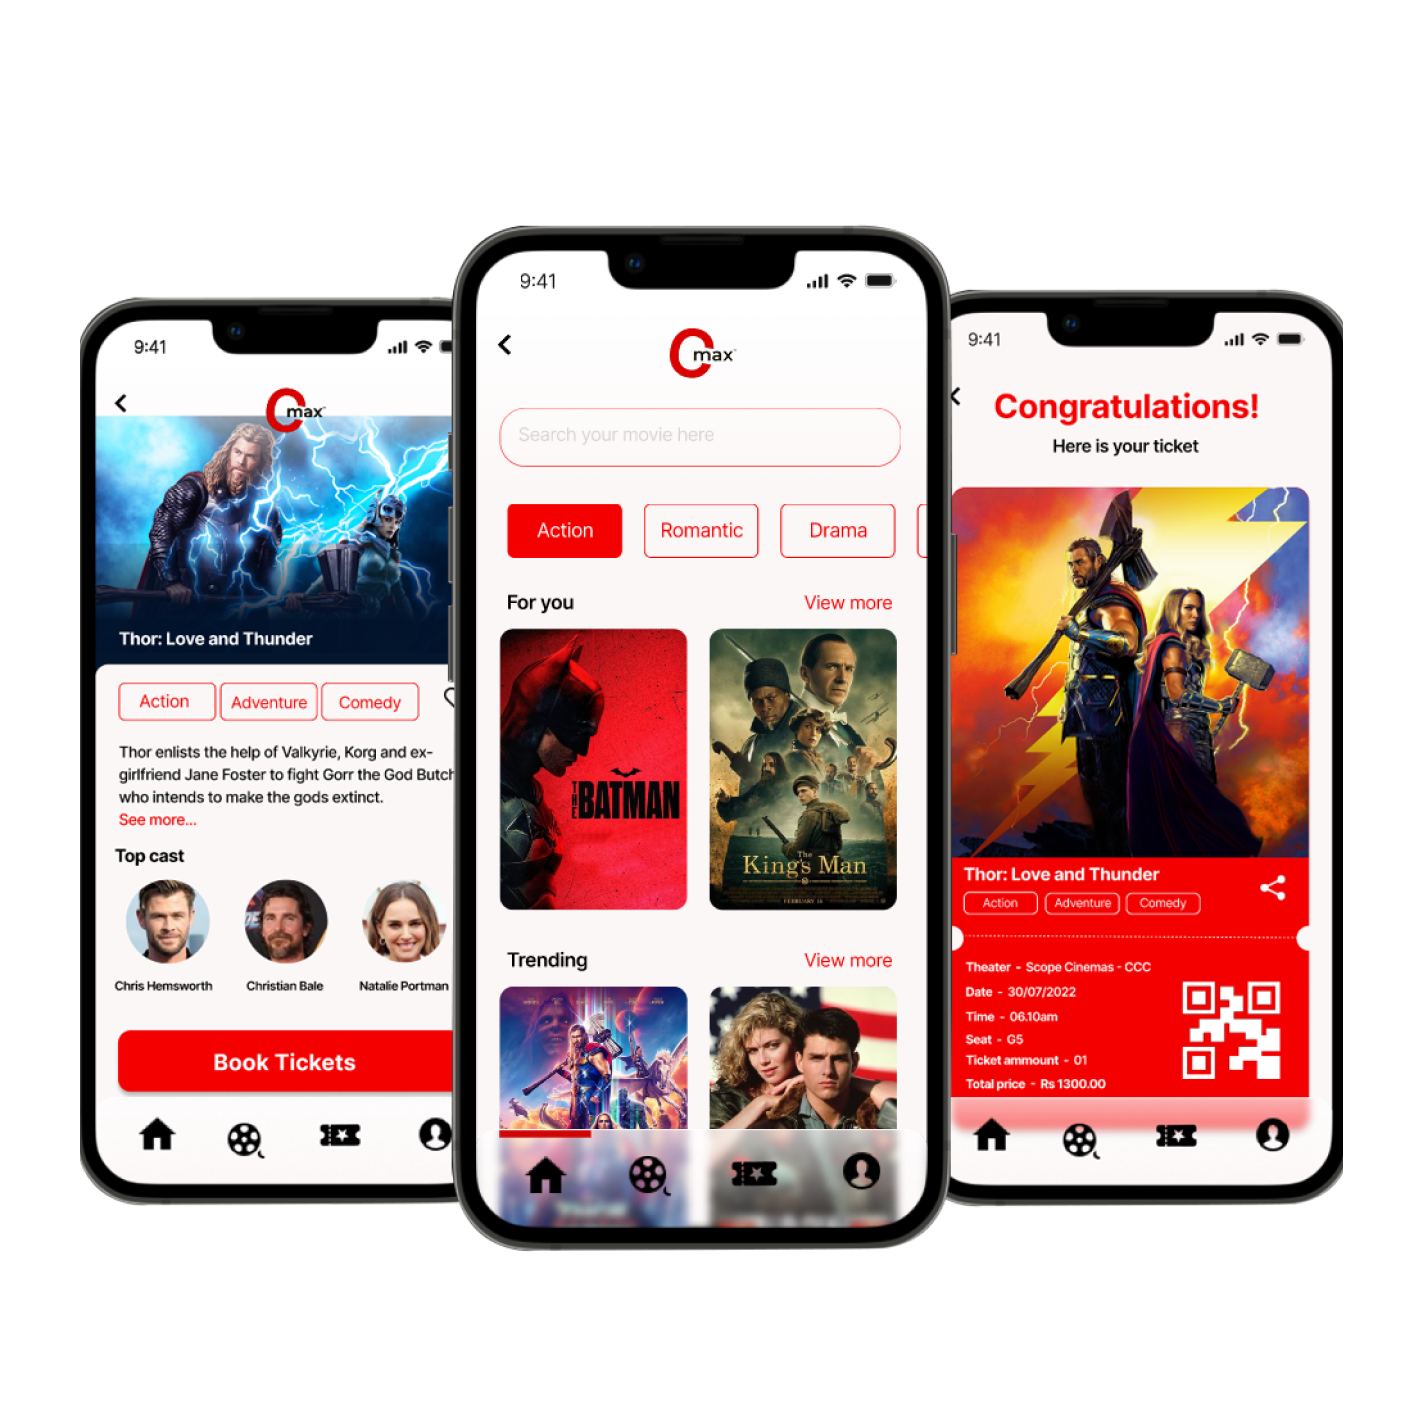 9:41
max
Thor: Love and Thunder
Action
Adventure
Comedy
Thor enlists the help of Valkyrie, Korg and ex-
girlfriend Jane Foster to fight Gorr the God Butch
who intends to make the gods extinct.
See more...
Top cast
Chris Hemsworth
Christian Bale
Natalie Portman
Book Tickets
9:41
Cmax
Search your movie here
Action
Romantic
Drama
For you
View more
THE BATMAN
The
King's Man
FEBRUARY
Trending
View more
9:41
Congratulations!
Here is your ticket
Thor: Love and Thunder
Action
Adventure
Comedy
Theater - Scope Cinemas - CCC
Date - 30/07/2022
Time - 06.10am
Seat - G5
Ticket ammount - 01
Total price - Rs 1300.00